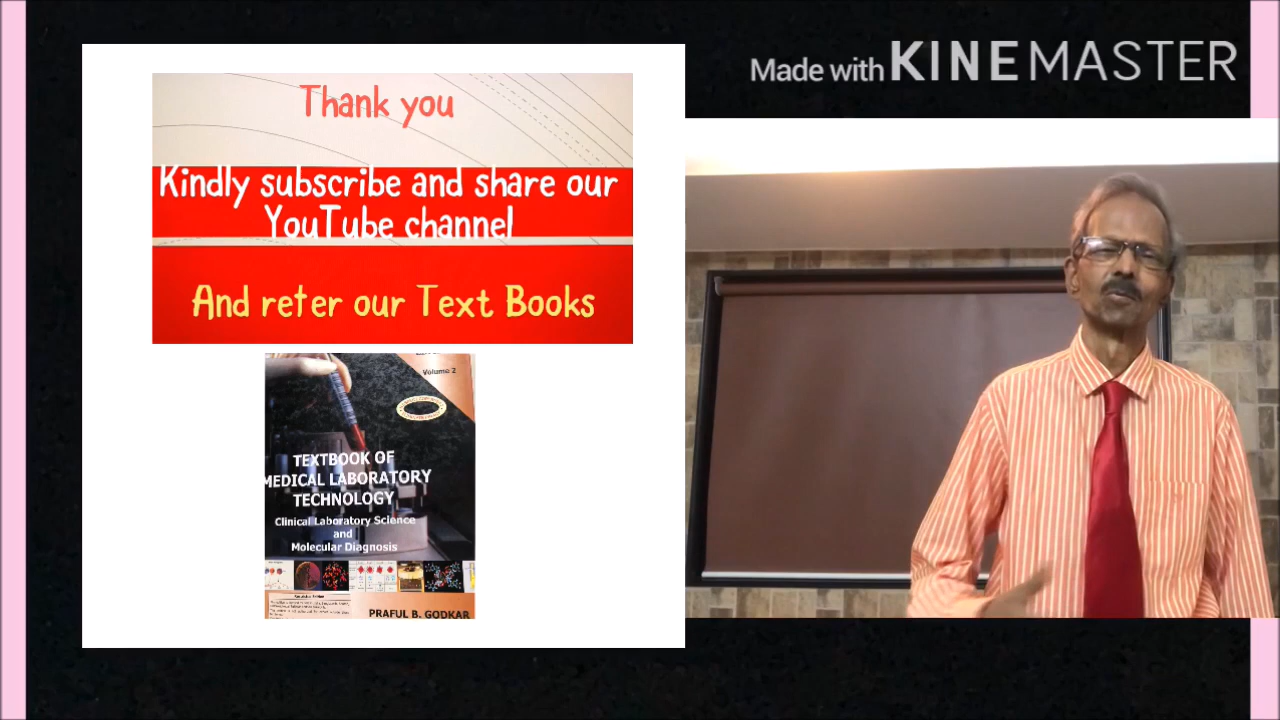 Made with KINEMASTER
Thank you
Kindly subscribe and share our
YouTube channel
And refer our Text Books
Volume 2
TEXTBOOK OF
MEDICAL LABORATORY
TECHNOLOGY
Clinical Laboratory Science
and
Molecular Diagnosis
PRAFUL B. GODKAR